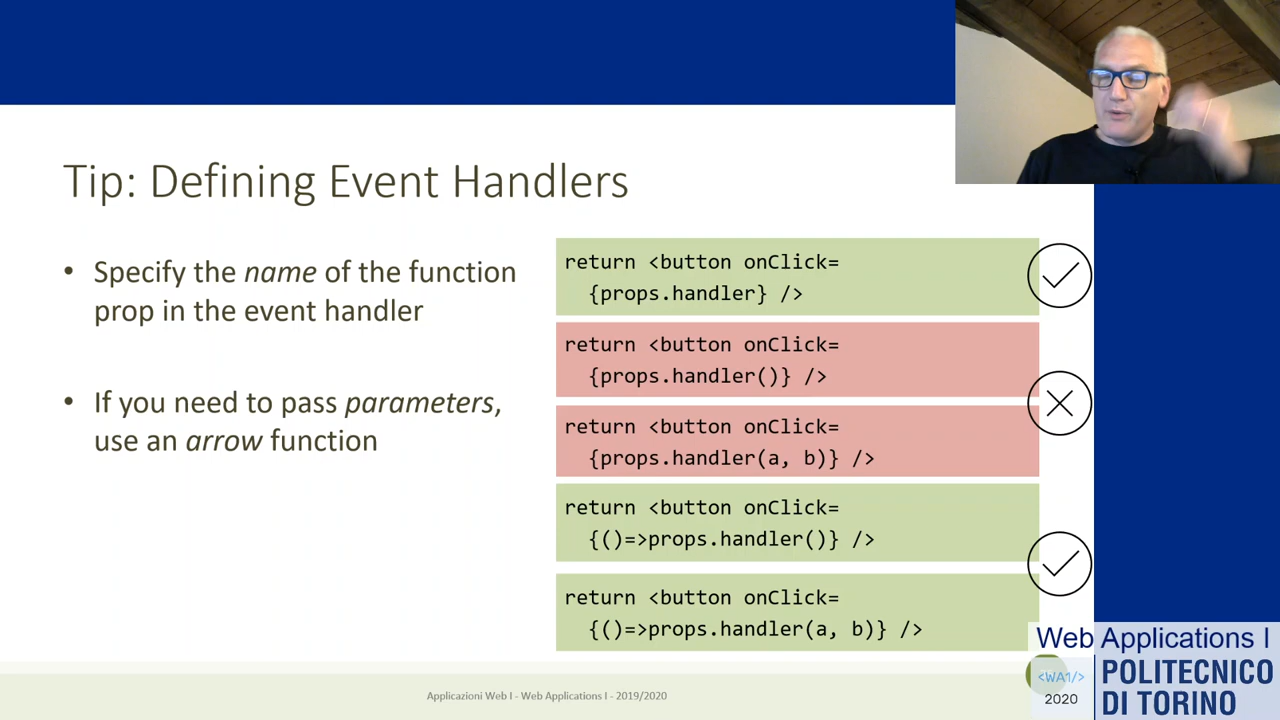 Tip: Defining Event Handlers
• Specify the name of the function
prop in the event handler
• If you need to pass parameters,
use an arrow function
return <button onClick=
{props.handler} />
return <button onClick=
{props.handler()} />
return <button onClick=
{props.handler(a, b)} />
return <button onClick=
{()=>props.handler()} />
return <button onClick=
{()=>props.handler(a, b)} />
Applicazioni Web I - Web Applications I - 2019/2020
Web Applications I
<WA1/>
2020
POLITECNICO
DI TORINO